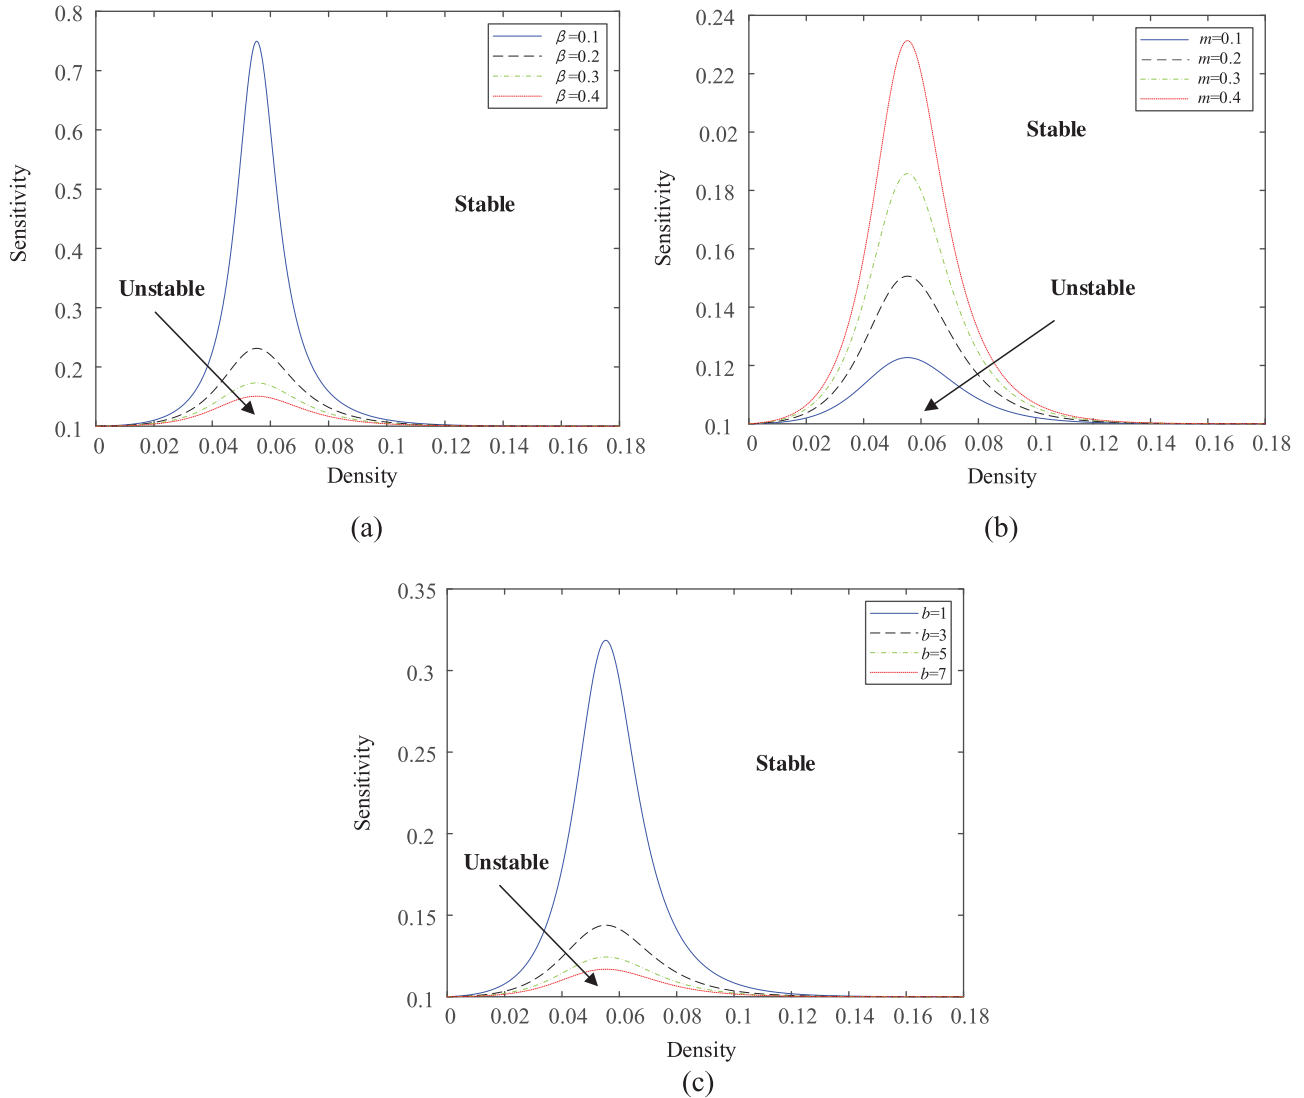 0.8
0.7
0.6
0.5
0.4
0.3
0.2
0.1
Sensitivity
β=0.1
β=0.2
β=0.3
β=0.4
Stable
Unstable
0 0.02 0.04 0.06 0.08 0.1 0.12 0.14 0.16 0.18
Density
(a)
0.24
0.22
0.02
0.18
0.16
0.14
0.12
0.1
Sensitivity
m=0.1
m=0.2
m=0.3
m=0.4
Stable
Unstable
0 0.02 0.04 0.06 0.08 0.1 0.12 0.14 0.16 0.18
Density
(b)
0.35
0.3
0.25
0.2
0.15
0.1
Sensitivity
b=1
b=3
b=5
b=7
Stable
Unstable
0 0.02 0.04 0.06 0.08 0.1 0.12 0.14 0.16 0.18
Density
(c)